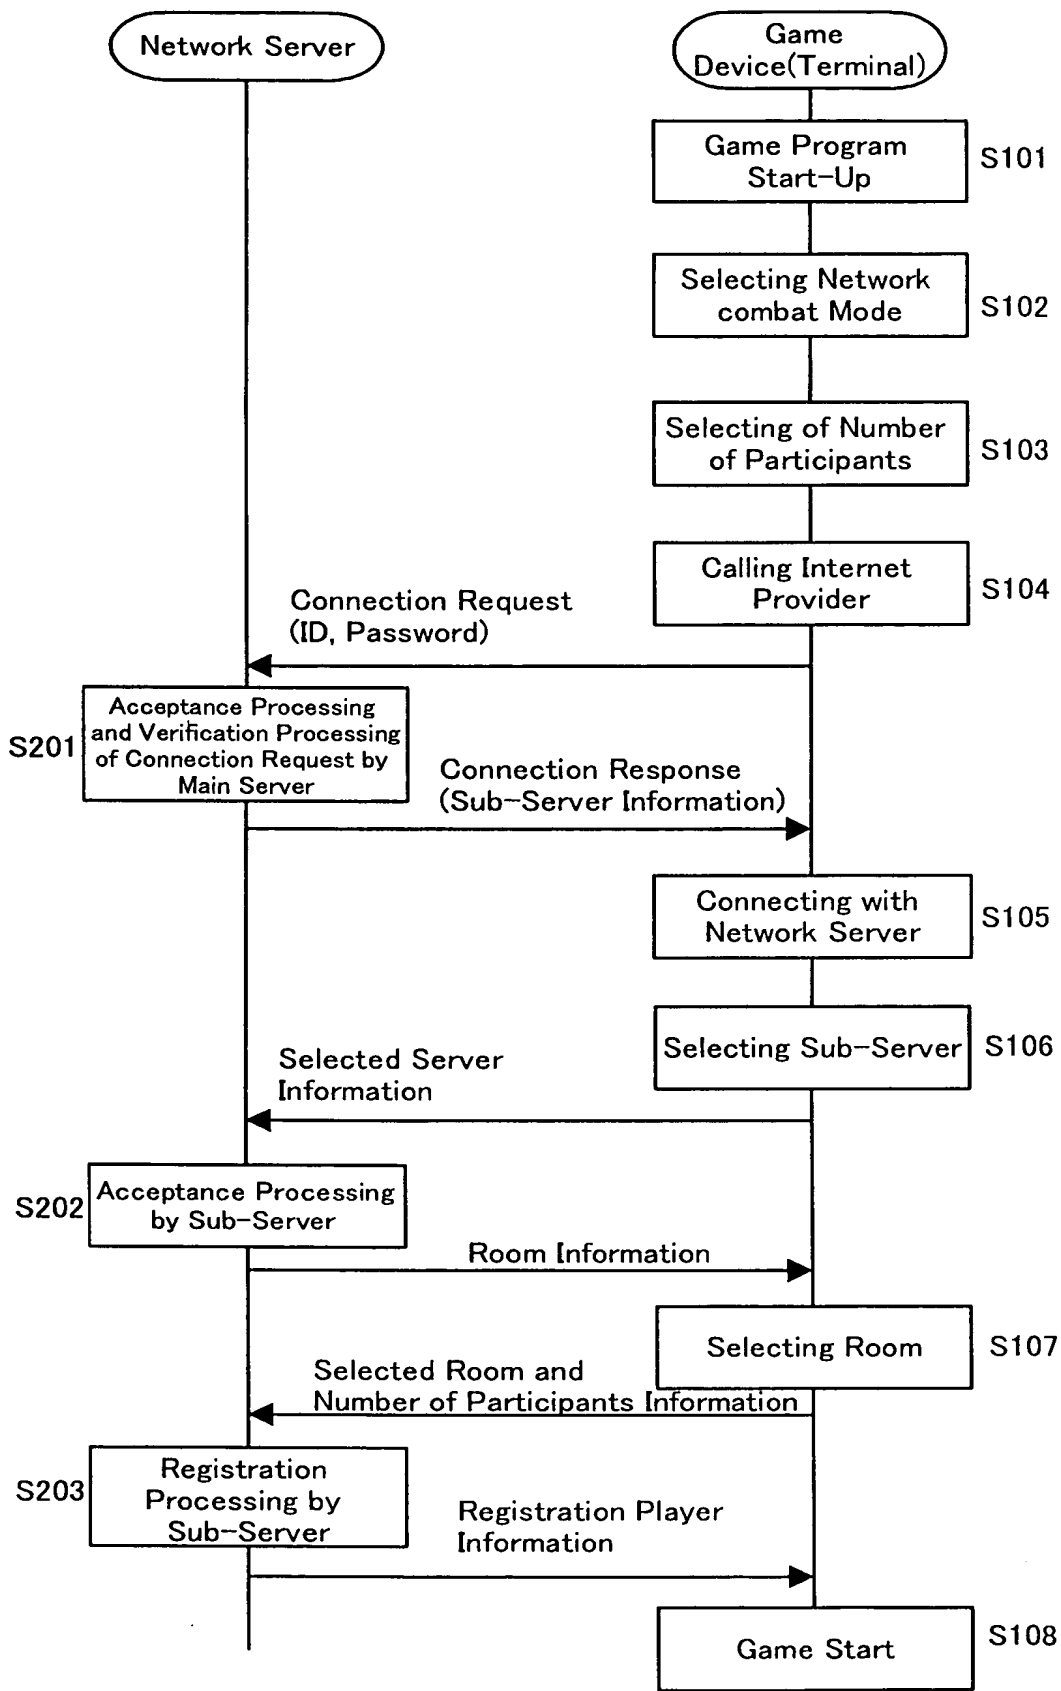 Network Server
Game
Device(Terminal)
Game Program
Start-Up
S101
Selecting Network
combat Mode
S102
Selecting of Number
of Participants
S103
Calling Internet
Provider
S104
Connection Request
(ID, Password)
S201
Acceptance Processing
and Verification Processing
of Connection Request by
Main Server
Connection Response
(Sub-Server Information)
Connecting with
Network Server
S105
Selecting Sub-Server
S106
Selected Server
Information
S202
Acceptance Processing
by Sub-Server
Room Information
Selecting Room
S107
Selected Room and
Number of Participants Information
S203
Registration
Processing by
Sub-Server
Registration Player
Information
Game Start
S108